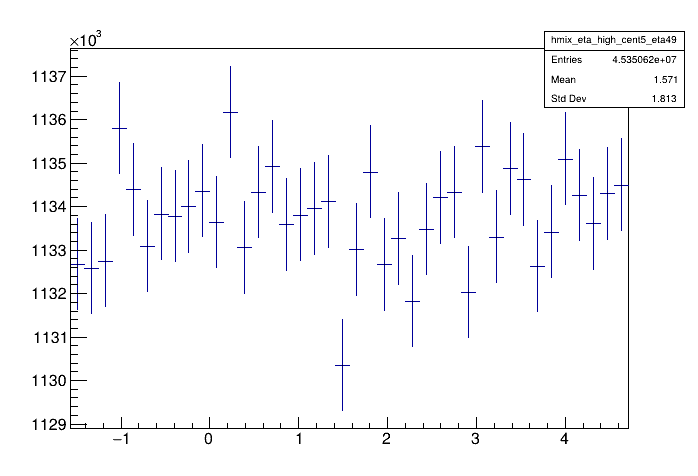 ×10³
hmix_eta_high_cent5_eta49
Entries 4.535062e+07
Mean 1.571
Std Dev 1.813
1137
1136
1135
1134
1133
1132
1131
1130
1129
−1 0 1 2 3 4